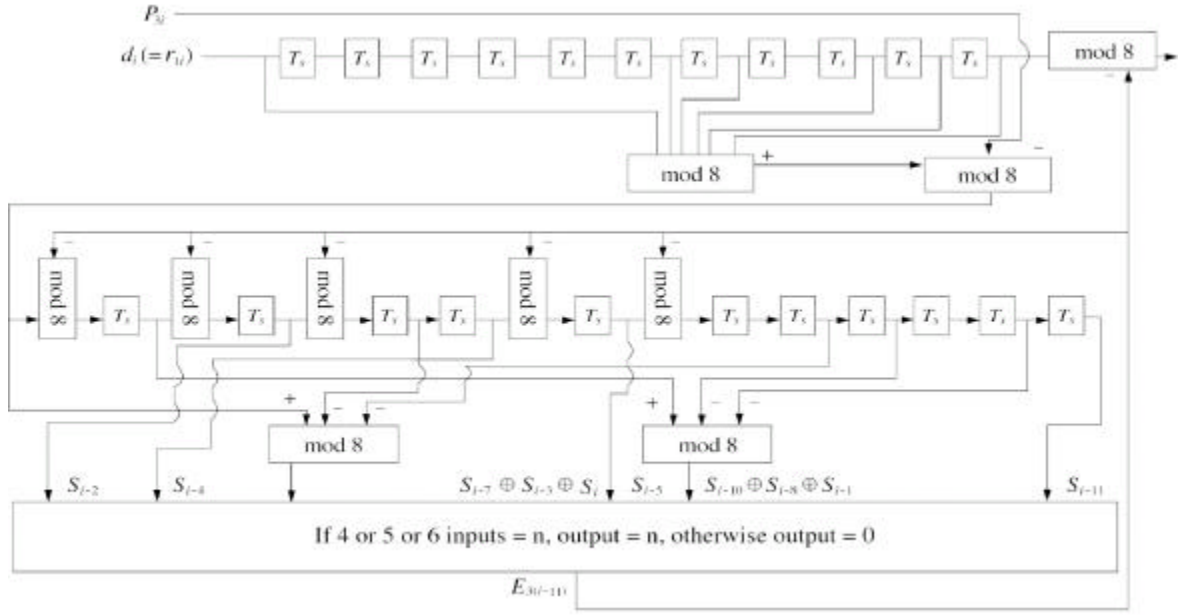 P3i
di (= r1i) Ts Ts Ts Ts Ts Ts Ts Ts Ts Ts Ts mod 8
−
mod 8 + − mod 8
− − − − −
mod 8 Ts mod 8 Ts mod 8 Ts Ts mod 8 Ts mod 8 Ts Ts Ts Ts Ts Ts
+ − − + − −
mod 8 mod 8
Si−2 Si−4 Si−7 ⊕ Si−3 ⊕ Si Si−5 Si−10 ⊕ Si−8 ⊕ Si−1 Si−11
If 4 or 5 or 6 inputs = n, output = n, otherwise output = 0
E3(i−11)